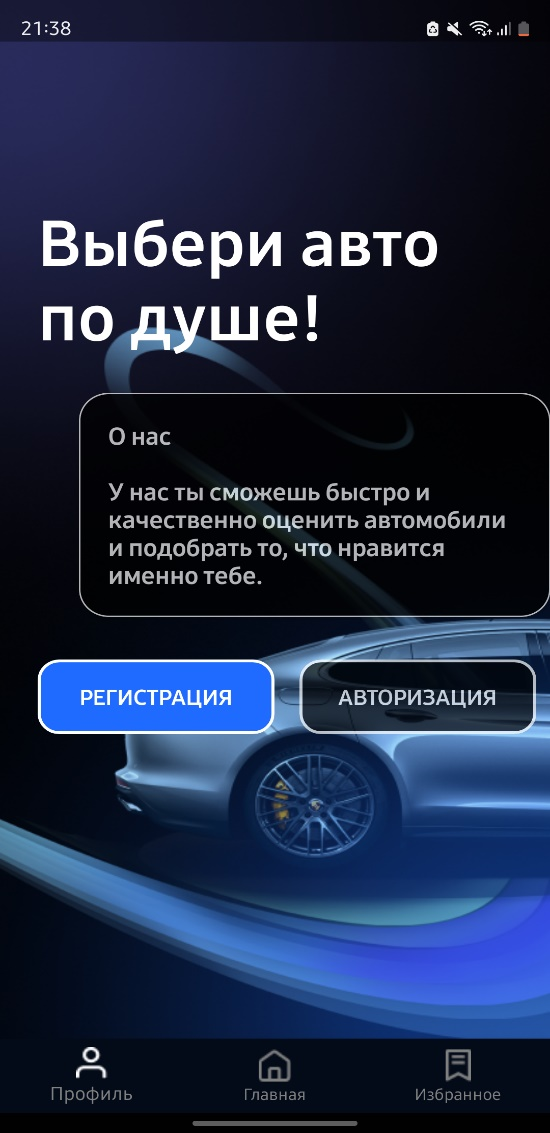 21:38
Выбери авто
по душе!
О нас
У нас ты сможешь быстро и
качественно оценить автомобили
и подобрать то, что нравится
именно тебе.
РЕГИСТРАЦИЯ
АВТОРИЗАЦИЯ
Профиль
Главная
Избранное